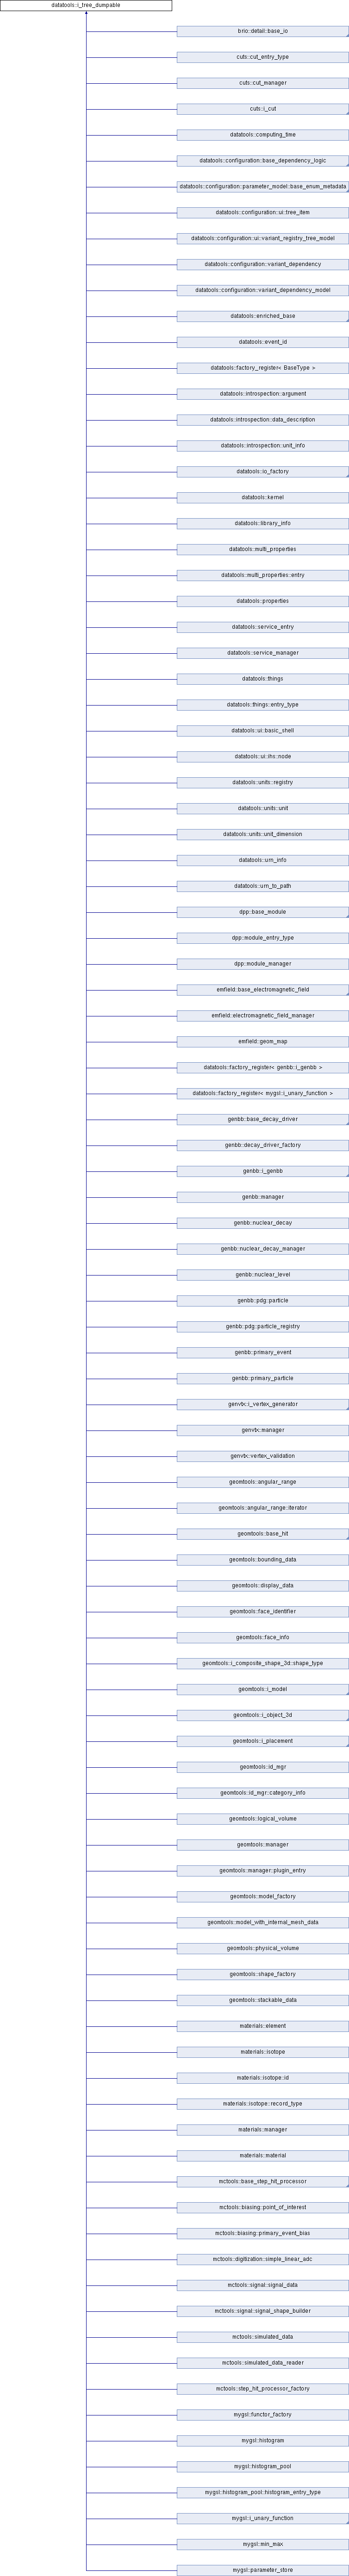 datatools::i_tree_dumpable
brio::detail::base_io
cuts::cut_entry_type
cuts::cut_manager
cuts::i_cut
datatools::computing_time
datatools::configuration::base_dependency_logic
datatools::configuration::parameter_model::base_enum_metadata
datatools::configuration::ui::tree_item
datatools::configuration::ui::variant_registry_tree_model
datatools::configuration::variant_dependency
datatools::configuration::variant_dependency_model
datatools::enriched_base
datatools::event_id
datatools::factory_register< BaseType >
datatools::introspection::argument
datatools::introspection::data_description
datatools::introspection::unit_info
datatools::io_factory
datatools::kernel
datatools::library_info
datatools::multi_properties
datatools::multi_properties::entry
datatools::properties
datatools::service_entry
datatools::service_manager
datatools::things
datatools::things::entry_type
datatools::ui::basic_shell
datatools::ui::ihs::node
datatools::units::registry
datatools::units::unit
datatools::units::unit_dimension
datatools::urn_info
datatools::urn_to_path
dpp::base_module
dpp::module_entry_type
dpp::module_manager
emfield::base_electromagnetic_field
emfield::electromagnetic_field_manager
emfield::geom_map
datatools::factory_register< genbb::i_genbb >
datatools::factory_register< mygsl::i_unary_function >
genbb::base_decay_driver
genbb::decay_driver_factory
genbb::i_genbb
genbb::manager
genbb::nuclear_decay
genbb::nuclear_decay_manager
genbb::nuclear_level
genbb::pdg::particle
genbb::pdg::particle_registry
genbb::primary_event
genbb::primary_particle
genvtx::i_vertex_generator
genvtx::manager
genvtx::vertex_validation
geomtools::angular_range
geomtools::angular_range::iterator
geomtools::base_hit
geomtools::bounding_data
geomtools::display_data
geomtools::face_identifier
geomtools::face_info
geomtools::i_composite_shape_3d::shape_type
geomtools::i_model
geomtools::i_object_3d
geomtools::i_placement
geomtools::id_mgr
geomtools::id_mgr::category_info
geomtools::logical_volume
geomtools::manager
geomtools::manager::plugin_entry
geomtools::model_factory
geomtools::model_with_internal_mesh_data
geomtools::physical_volume
geomtools::shape_factory
geomtools::stackable_data
materials::element
materials::isotope
materials::isotope::id
materials::isotope::record_type
materials::manager
materials::material
mctools::base_step_hit_processor
mctools::biasing::point_of_interest
mctools::biasing::primary_event_bias
mctools::digitization::simple_linear_adc
mctools::signal::signal_data
mctools::signal::signal_shape_builder
mctools::simulated_data
mctools::simulated_data_reader
mctools::step_hit_processor_factory
mygsl::functor_factory
mygsl::histogram
mygsl::histogram_pool
mygsl::histogram_pool::histogram_entry_type
mygsl::i_unary_function
mygsl::min_max
mygsl::parameter_store